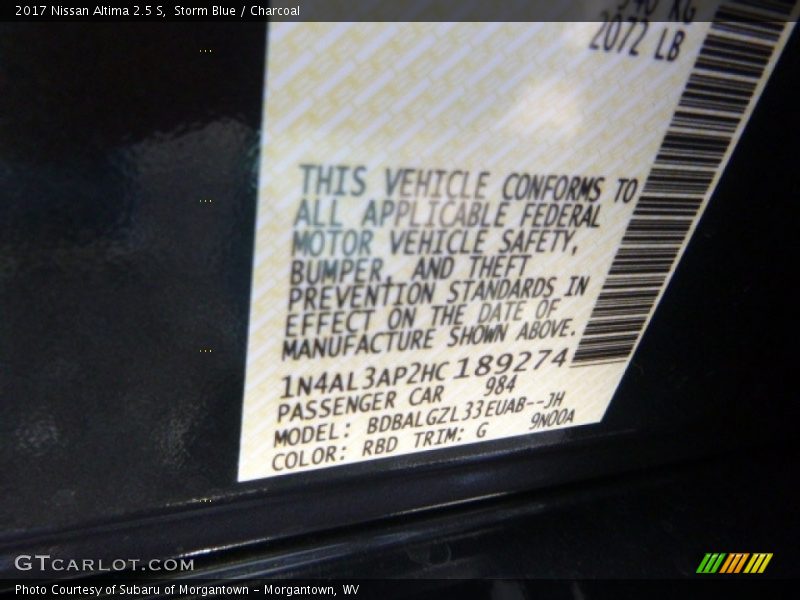 2017 Nissan Altima 2.5 S, Storm Blue / Charcoal
940 KG
2072 LB
THIS VEHICLE CONFORMS TO
ALL APPLICABLE FEDERAL
MOTOR VEHICLE SAFETY,
BUMPER, AND THEFT
PREVENTION STANDARDS IN
EFFECT ON THE DATE OF
MANUFACTURE SHOWN ABOVE.
1N4AL3AP2HC189274
PASSENGER CAR 984
MODEL: BDBALGZL33EUAB--JH
COLOR: RBD TRIM: G 9N00A
GTCARLOT.COM
Photo Courtesy of Subaru of Morgantown - Morgantown, WV